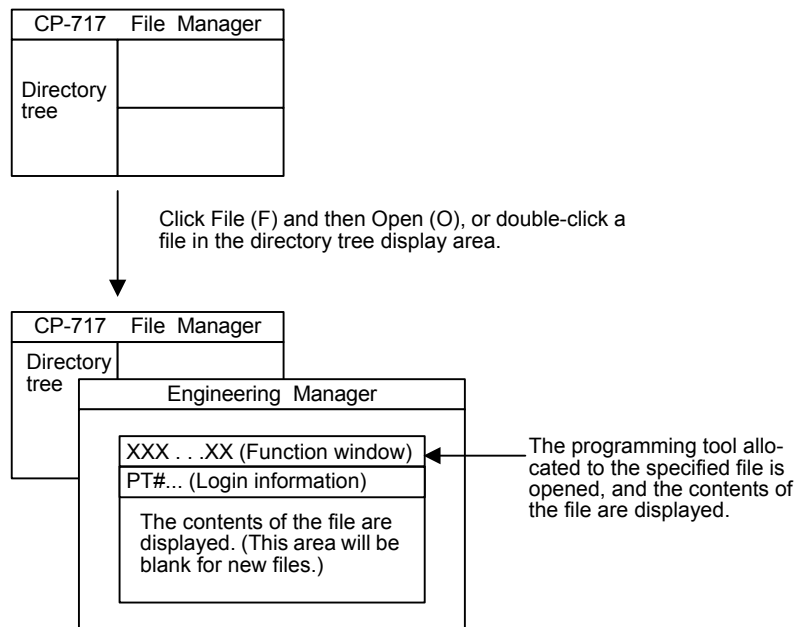 CP-717 File Manager
Directory
tree
Click File (F) and then Open (O), or double-click a
file in the directory tree display area.
CP-717 File Manager
Directory
tree
Engineering Manager
XXX . . .XX (Function window)
PT#... (Login information)
The contents of the file are
displayed. (This area will be
blank for new files.)
The programming tool allo-
cated to the specified file is
opened, and the contents of
the file are displayed.